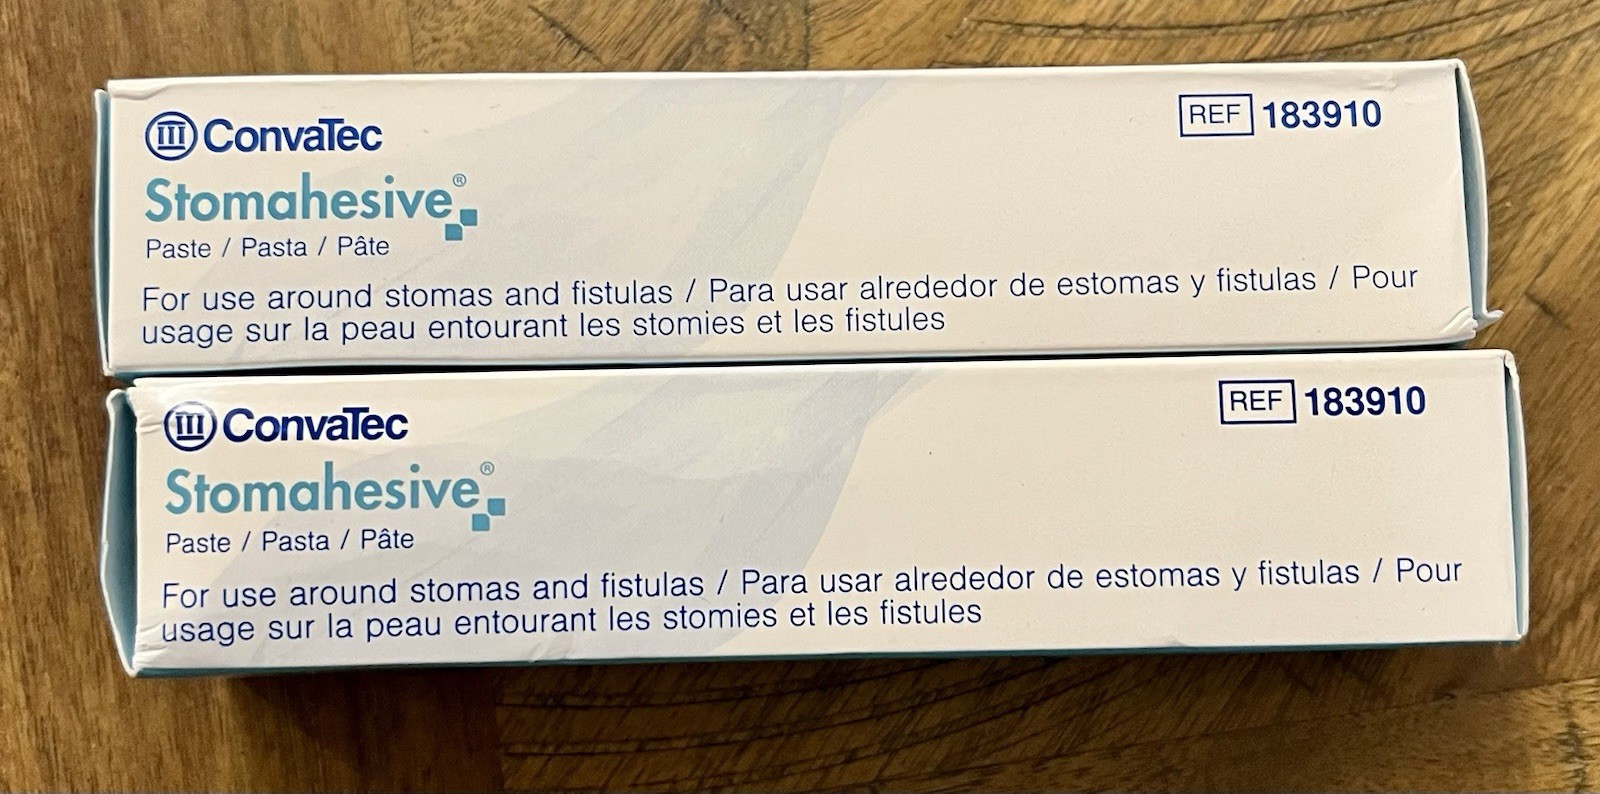 ConvaTec
REF 183910
Stomahesive®
Paste / Pasta / Pâte
For use around stomas and fistulas / Para usar alrededor de estomas y fistulas / Pour
usage sur la peau entourant les stomies et les fistules
ConvaTec
REF 183910
Stomahesive®
Paste / Pasta / Pâte
For use around stomas and fistulas / Para usar alrededor de estomas y fistulas / Pour
usage sur la peau entourant les stomies et les fistules